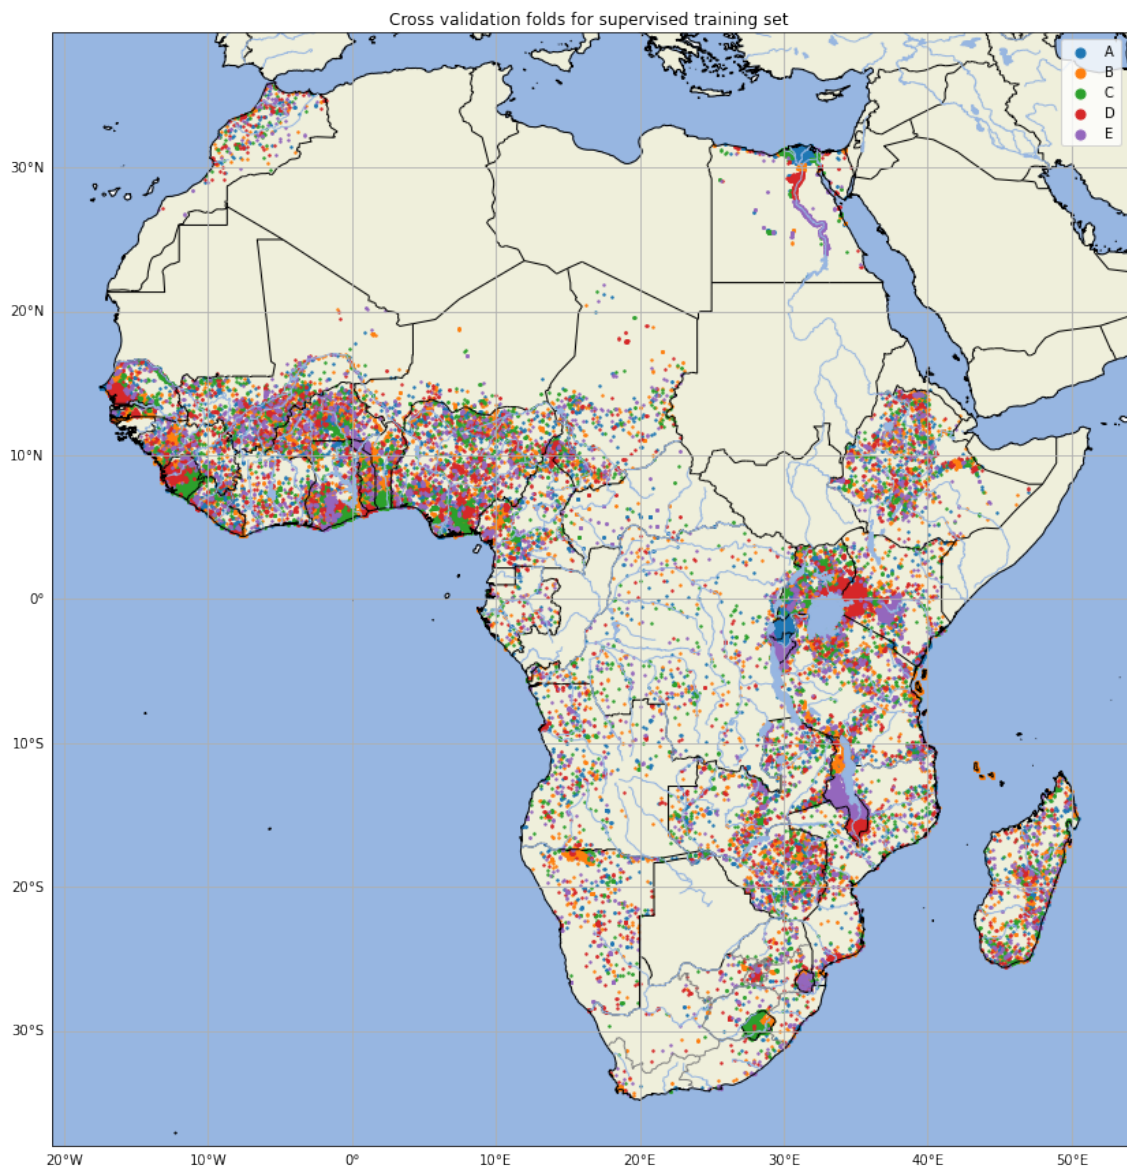 Cross validation folds for supervised training set
A
B
C
D
E
30°N
20°N
10°N
0°
10°S
20°S
30°S
20°W 10°W 0° 10°E 20°E 30°E 40°E 50°E